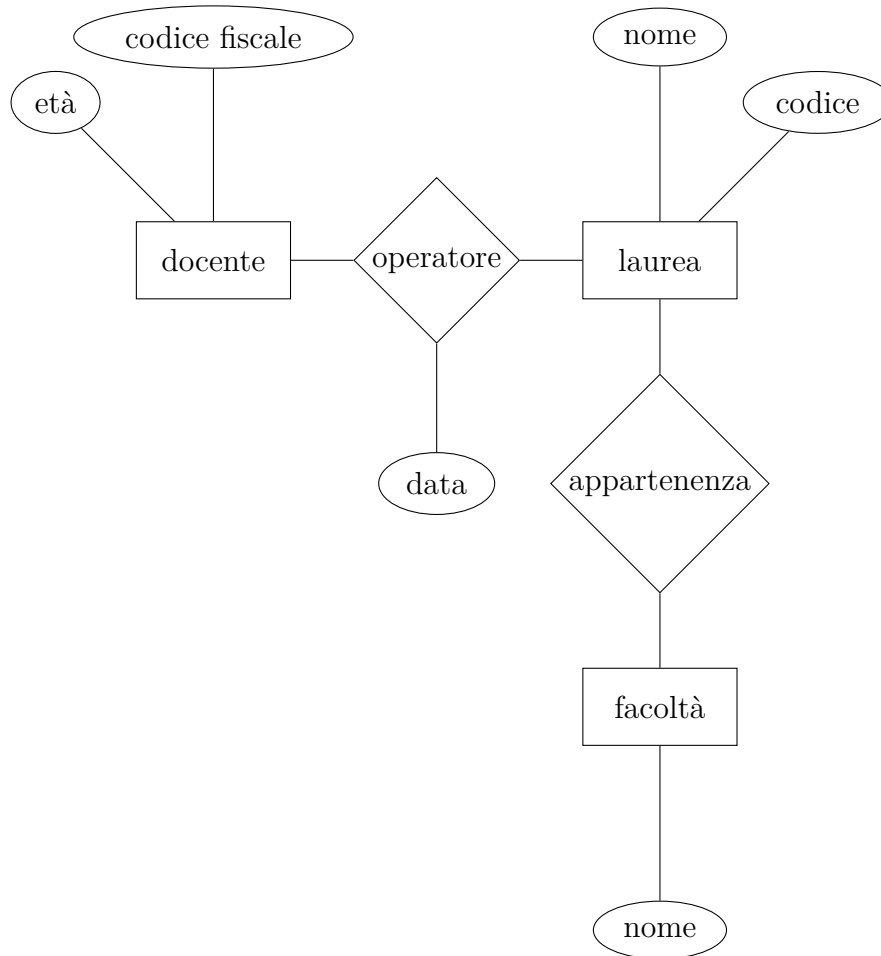 codice fiscale
nome
età
codice
docente
operatore
laurea
data
appartenenza
facoltà
nome